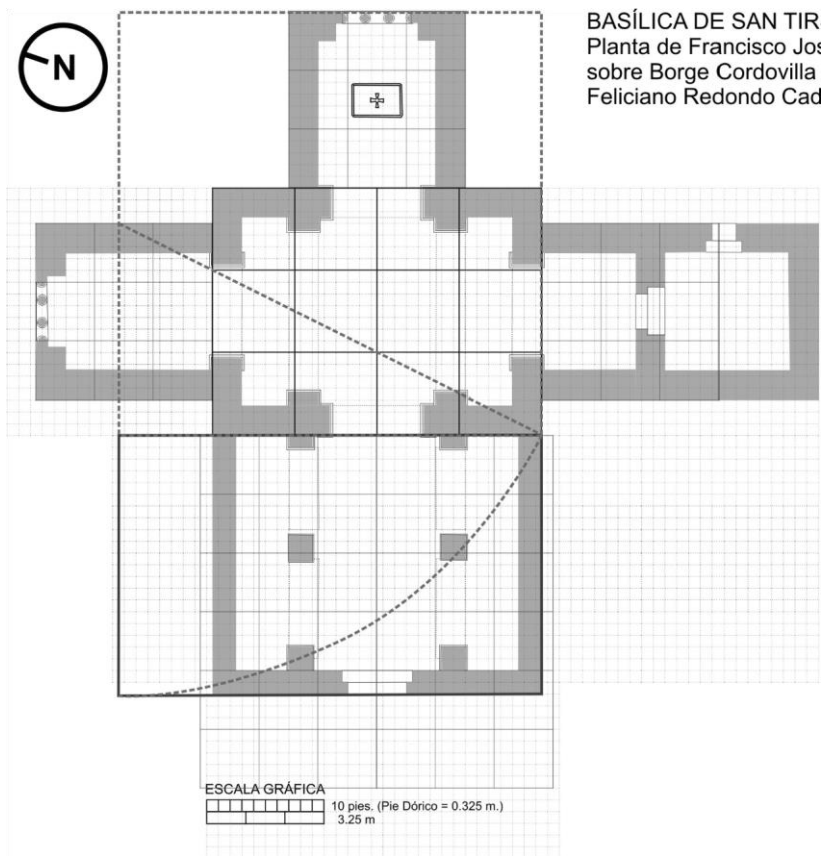 N
BASÍLICA DE SAN
Planta de Francisco
sobre Borge Cordovilla
Feliciano Redondo
ESCALA GRÁFICA
10 pies. (Pie Dórico = 0.325 m.)
3.25 m